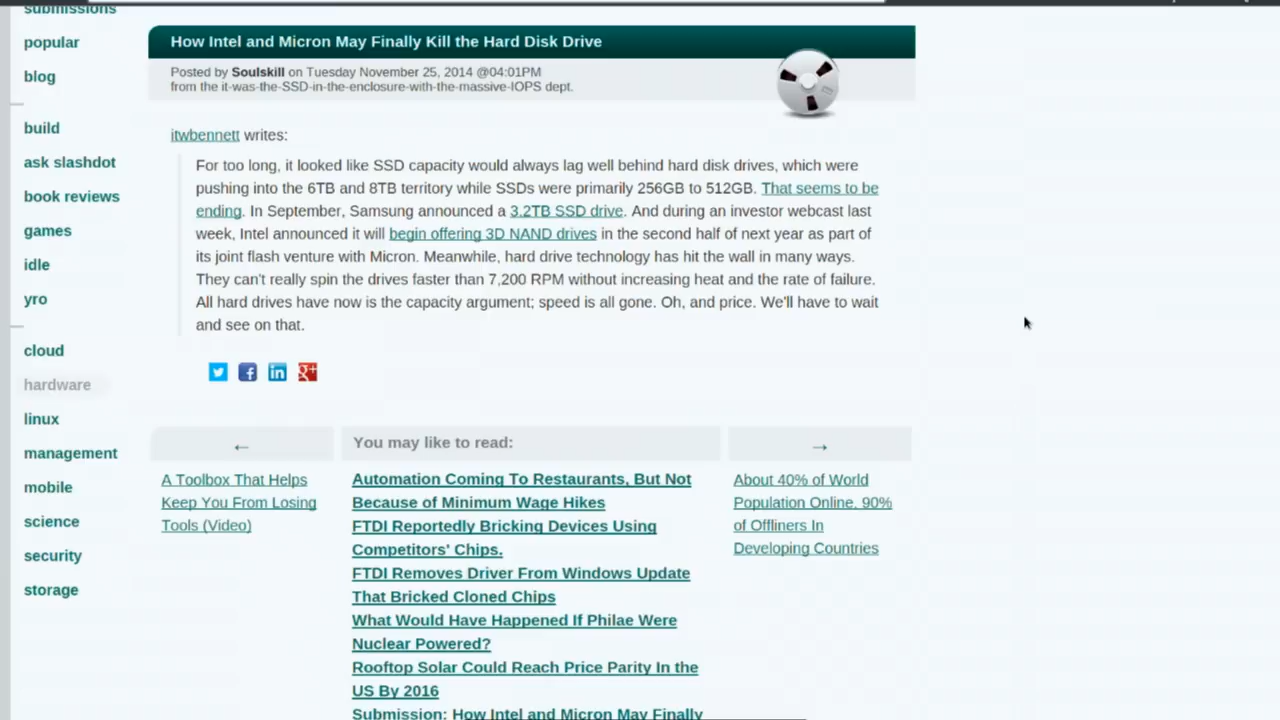 submissions
popular
blog
build
ask slashdot
book reviews
games
idle
yro
cloud
hardware
linux
management
mobile
science
security
storage
How Intel and Micron May Finally Kill the Hard Disk Drive
Posted by Soulskill on Tuesday November 25, 2014 @04:01PM
from the it-was-the-SSD-in-the-enclosure-with-the-massive-IOPS dept.
itwbennett writes:
For too long, it looked like SSD capacity would always lag well behind hard disk drives, which were
pushing into the 6TB and 8TB territory while SSDs were primarily 256GB to 512GB. That seems to be
ending. In September, Samsung announced a 3.2TB SSD drive. And during an investor webcast last
week, Intel announced it will begin offering 3D NAND drives in the second half of next year as part of
its joint flash venture with Micron. Meanwhile, hard drive technology has hit the wall in many ways.
They can't really spin the drives faster than 7,200 RPM without increasing heat and the rate of failure.
All hard drives have now is the capacity argument; speed is all gone. Oh, and price. We'll have to wait
and see on that.
←
A Toolbox That Helps
Keep You From Losing
Tools (Video)
You may like to read:
Automation Coming To Restaurants, But Not
Because of Minimum Wage Hikes
FTDI Reportedly Bricking Devices Using
Competitors' Chips.
FTDI Removes Driver From Windows Update
That Bricked Cloned Chips
What Would Have Happened If Philae Were
Nuclear Powered?
Rooftop Solar Could Reach Price Parity In the
US By 2016
Submission: How Intel and Micron May Finally
→
About 40% of World
Population Online, 90%
of Offliners In
Developing Countries